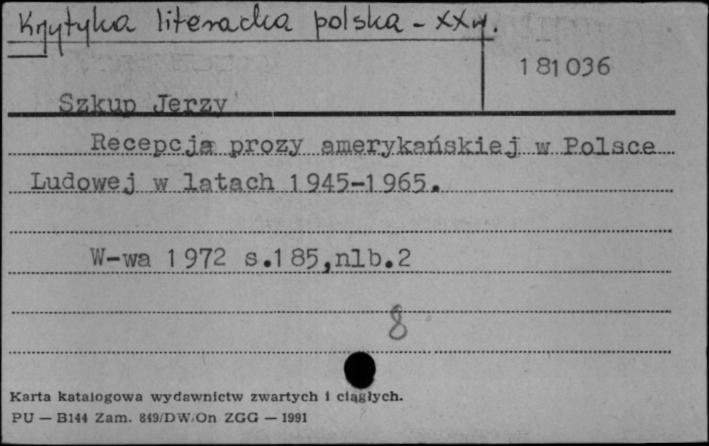 Krytyka literacka polska - XX w.
181036
Szkup Jerzy
Recepcja prozy amerykańskiej w Polsce
Ludowej w latach 1945-1965.
W-wa 1972 s.185,nlb.2
8
Karta katalogowa wydawnictw zwartych i ciągłych.
PU — B144 Zam. 849/DW/On ZGG — 1991